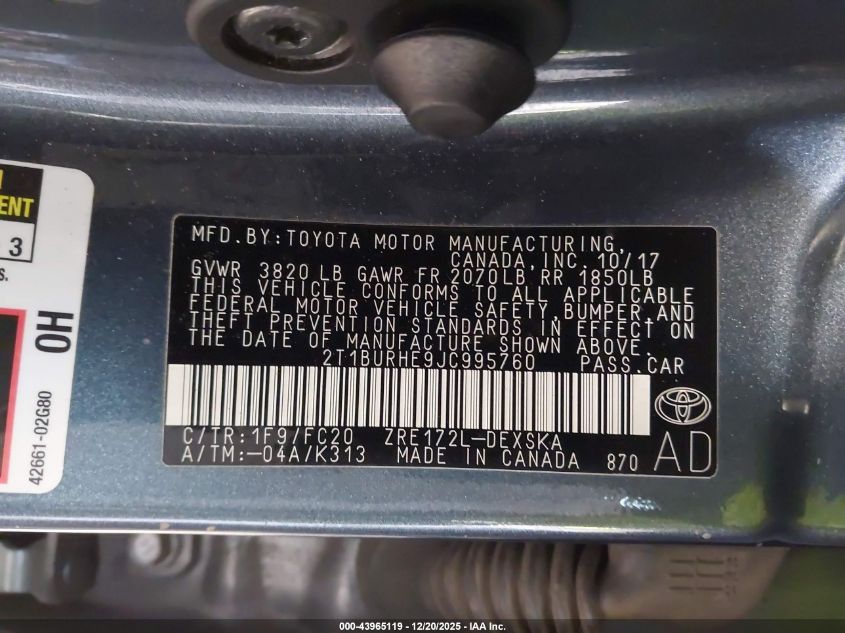 ENT
3
S.
OH
42661-02G80
MFD.BY:TOYOTA MOTOR MANUFACTURING,
CANADA, INC. 10/17
GVWR 3820 LB GAWR FR 2070LB,RR 1850LB
THIS VEHICLE CONFORMS TO ALL APPLICABLE
FEDERAL MOTOR VEHICLE SAFETY,BUMPER,AND
THEFT PREVENTION STANDARDS IN EFFECT ON
THE DATE OF MANUFACTURE SHOWN ABOVE.
2T1BURHE9JC995760 PASS.CAR
C/TR:1F9/FC20 ZRE172L-DEXSKA
A/TM:-04A/K313 MADE IN CANADA 870
AD
000-43965119 - 12/20/2025 - IAA Inc.